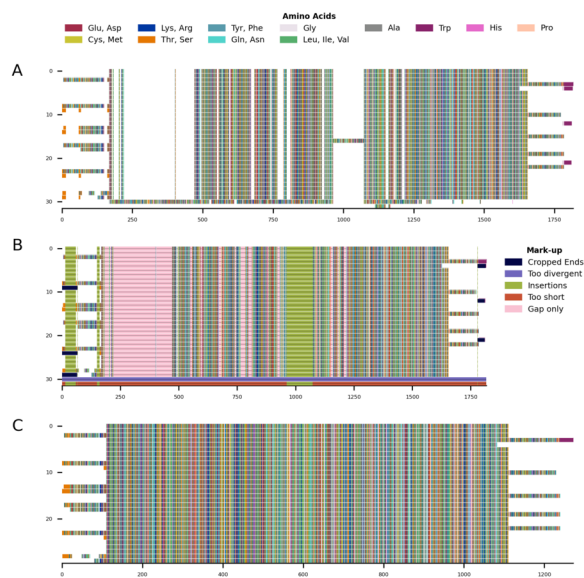 Amino Acids
Glu, Asp
Lys, Arg
Tyr, Phe
Gly
Ala
Trp
His
Pro
Cys, Met
Thr, Ser
Gln, Asn
Leu, Ile, Val
A
0
10
20
30
0 250 500 750 1000 1250 1500 1750
B
Mark-up
Cropped Ends
Too divergent
Insertions
Too short
Gap only
0
10
20
30
0 250 500 750 1000 1250 1500 1750
C
0
10
20
0 200 400 600 800 1000 1200